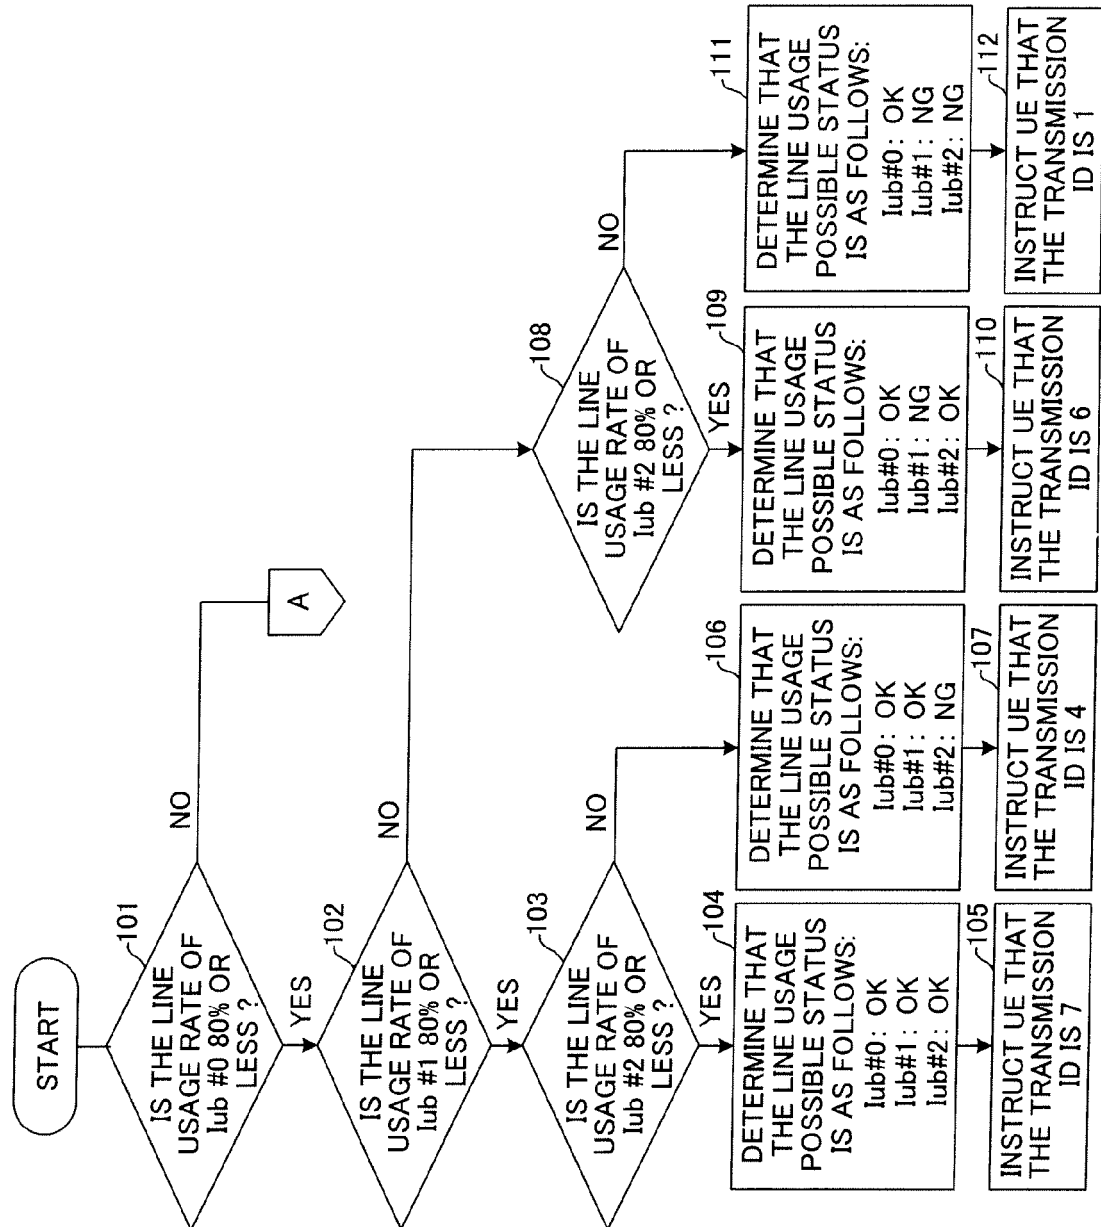 START
101
IS THE LINE
USAGE RATE OF
Iub #0 80% OR
LESS ?
NO
A
YES
102
IS THE LINE
USAGE RATE OF
Iub #1 80% OR
LESS ?
NO
YES
103
IS THE LINE
USAGE RATE OF
Iub #2 80% OR
LESS ?
NO
YES
104
DETERMINE THAT
THE LINE USAGE
POSSIBLE STATUS
IS AS FOLLOWS:
Iub#0: OK
Iub#1: OK
Iub#2: OK
105
INSTRUCT UE THAT
THE TRANSMISSION
ID IS 7
106
DETERMINE THAT
THE LINE USAGE
POSSIBLE STATUS
IS AS FOLLOWS:
Iub#0: OK
Iub#1: OK
Iub#2: NG
107
INSTRUCT UE THAT
THE TRANSMISSION
ID IS 4
108
IS THE LINE
USAGE RATE OF
Iub #2 80% OR
LESS ?
NO
YES
109
DETERMINE THAT
THE LINE USAGE
POSSIBLE STATUS
IS AS FOLLOWS:
Iub#0: OK
Iub#1: NG
Iub#2: OK
110
INSTRUCT UE THAT
THE TRANSMISSION
ID IS 6
111
DETERMINE THAT
THE LINE USAGE
POSSIBLE STATUS
IS AS FOLLOWS:
Iub#0: OK
Iub#1: NG
Iub#2: NG
112
INSTRUCT UE THAT
THE TRANSMISSION
ID IS 1